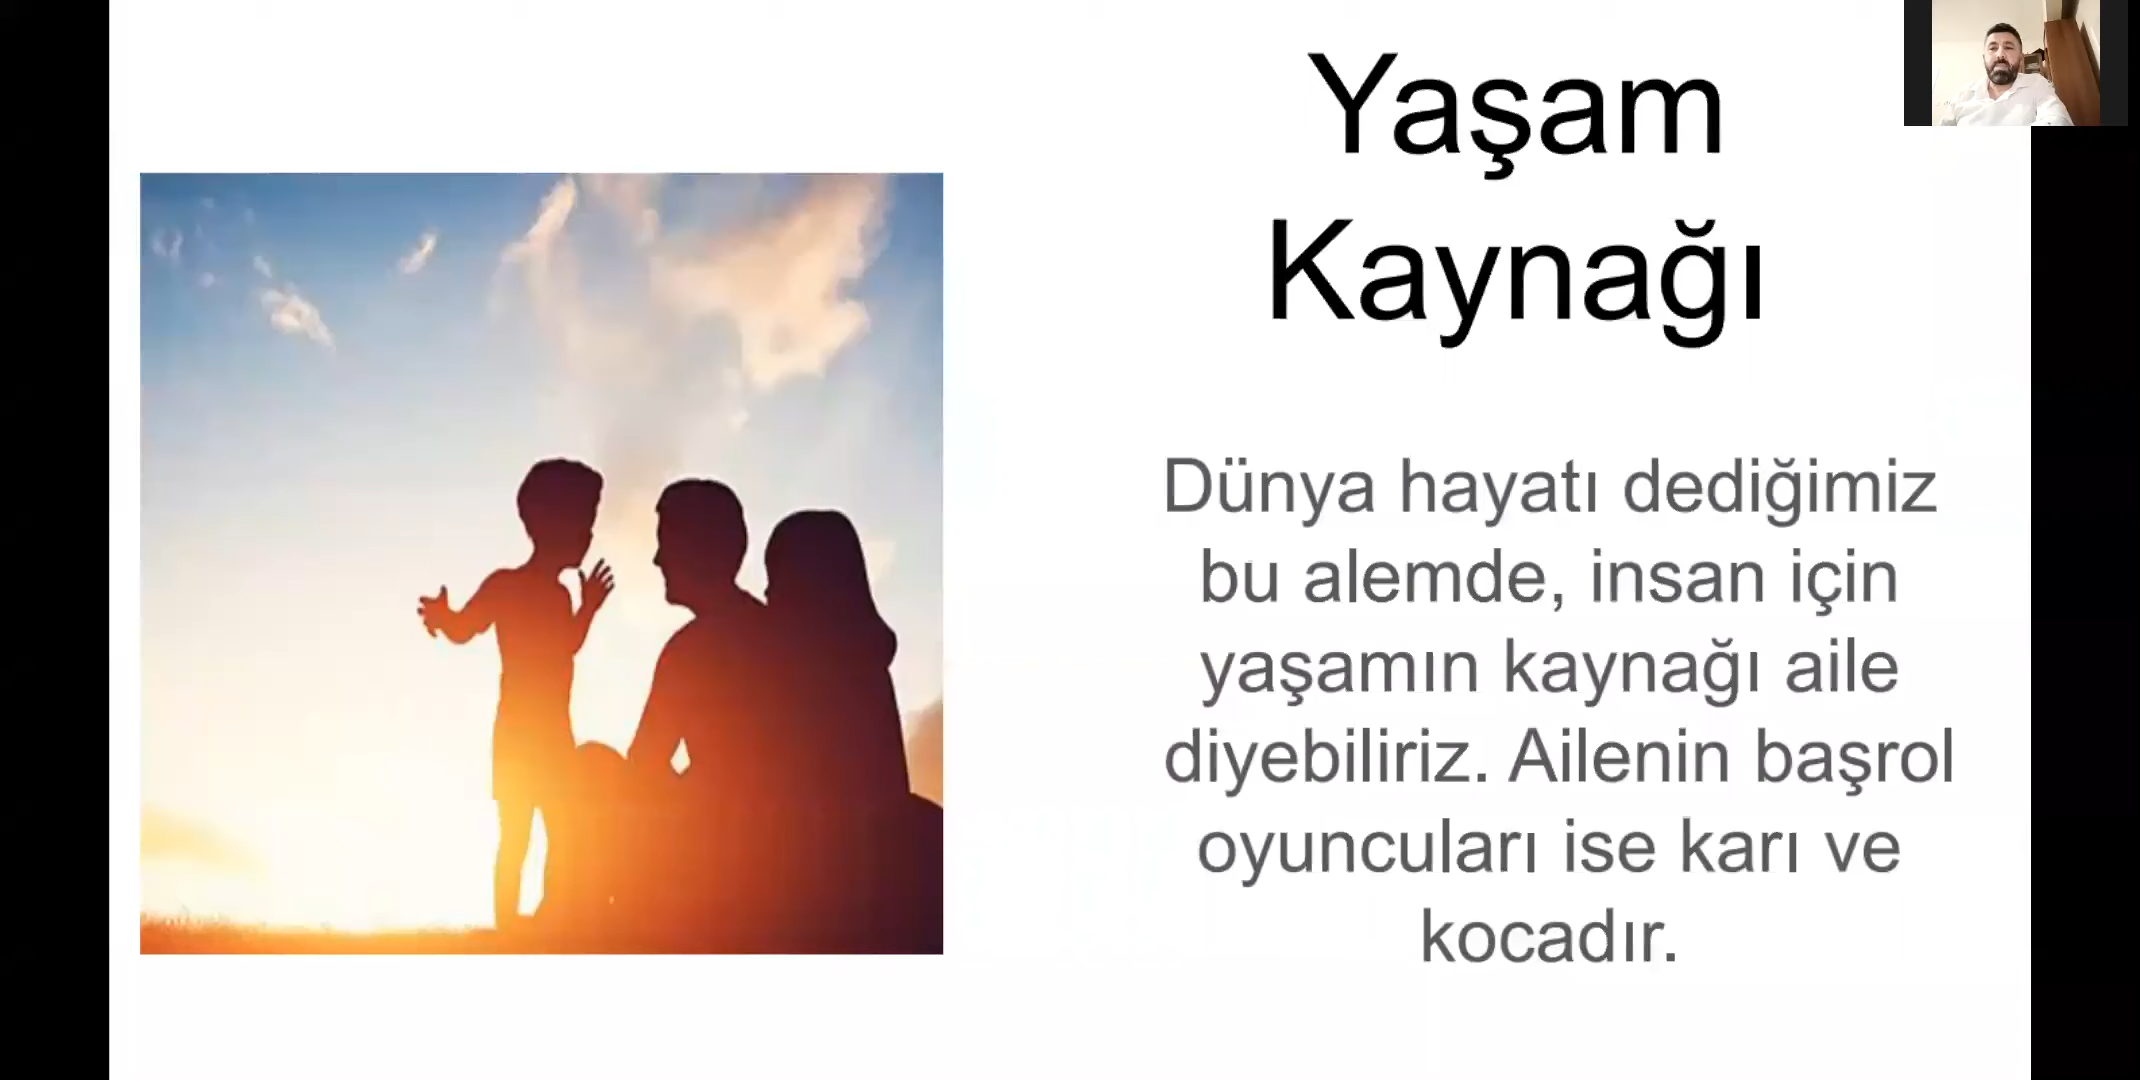 Yaşam
Kaynağı
Dünya hayatı dediğimiz
bu alemde, insan için
yaşamın kaynağı aile
diyebiliriz. Ailenin başrol
oyuncuları ise karı ve
kocadır.